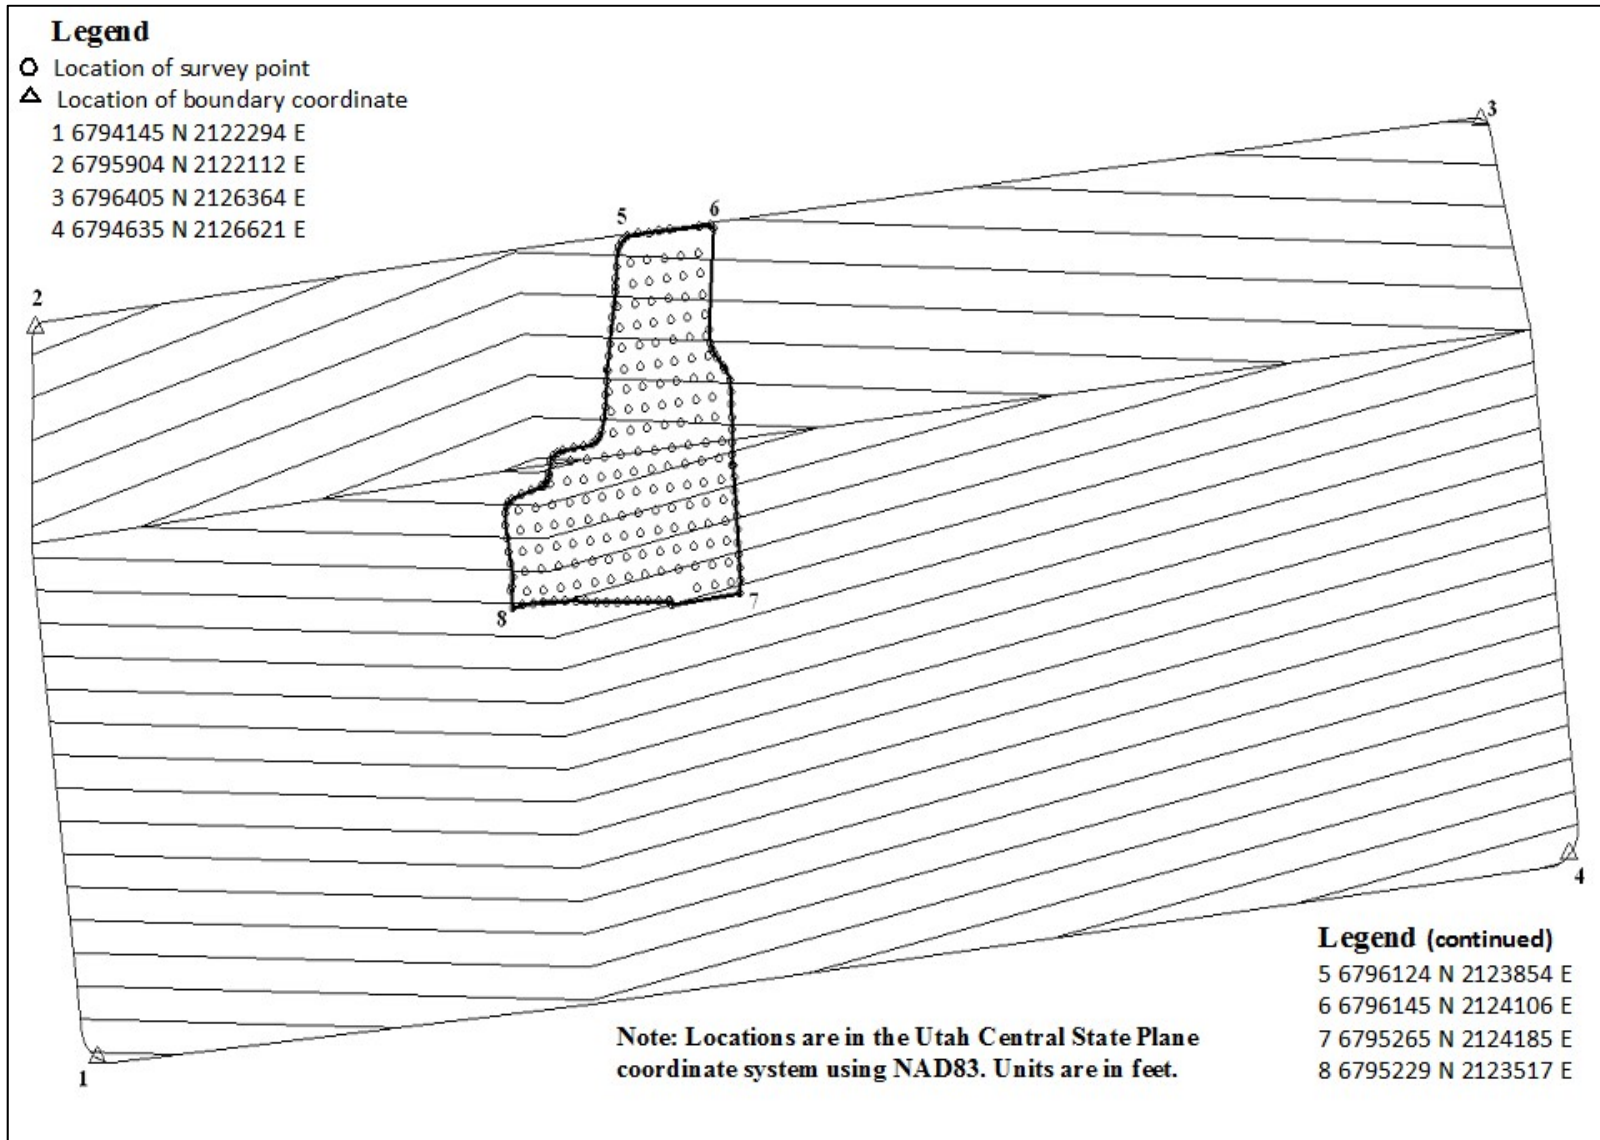 Legend
Location of survey point
Location of boundary coordinate
1 6794145 N 2122294 E
2 6795904 N 2122112 E
3 6796405 N 2126364 E
4 6794635 N 2126621 E
3
6
5
2
7
8
4
1
Legend (continued)
5 6796124 N 2123854 E
6 6796145 N 2124106 E
7 6795265 N 2124185 E
8 6795229 N 2123517 E
Note: Locations are in the Utah Central State Plane
coordinate system using NAD83. Units are in feet.